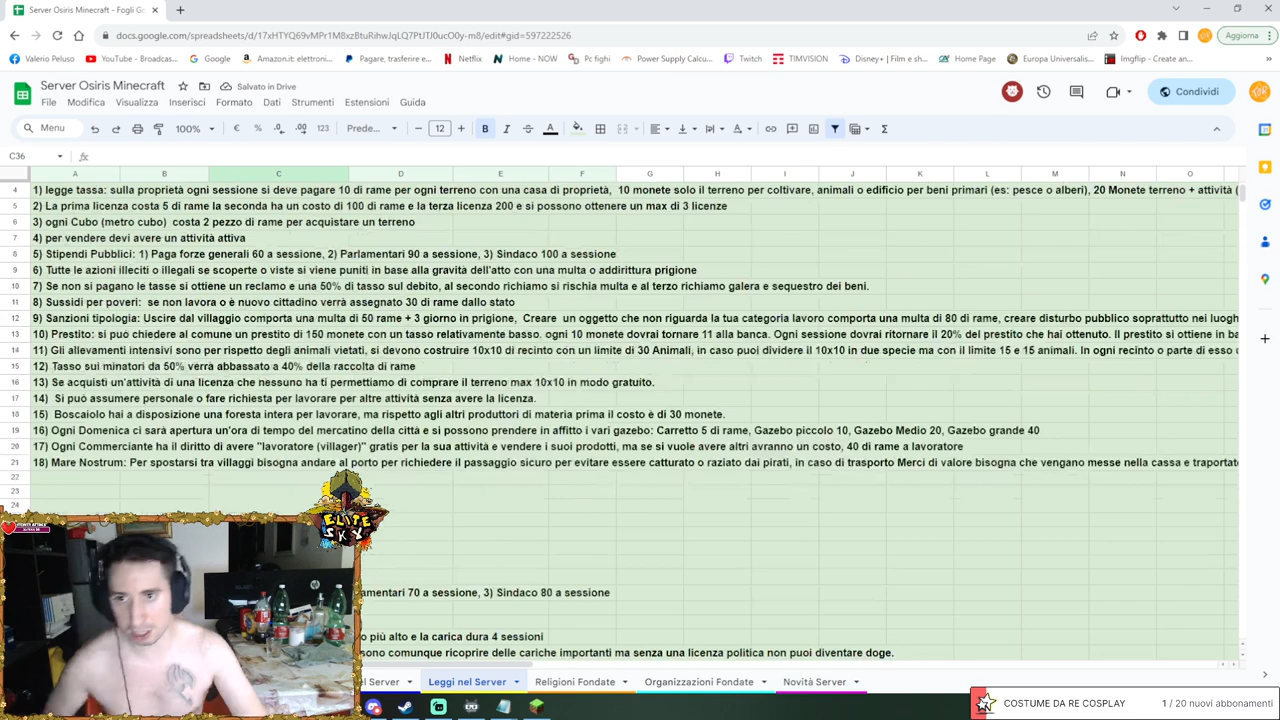 Server Osiris Minecraft - Fogli Go
docs.google.com/spreadsheets/d/17xHTYQ69vMPr1M8xzBtuRihwJqLQ7PtJTJ0ucO0y-m8/edit#gid=597222526
Aggiorna
Valerio Peluso
YouTube - Broadcas...
Google
Amazon.it: elettroni...
Pagare, trasferire e...
Netflix
Home - NOW
Pc fighi
Power Supply Calcu...
Twitch
TIMVISION
Disney+ | Film e sh...
Home Page
Europa Universalis...
Imgflip - Create an...
Server Osiris Minecraft
Salvato in Drive
File Modifica Visualizza Inserisci Formato Dati Strumenti Estensioni Guida
Condividi
Menu
100%
€ % .0 .00 123
Prede...
12
B I A
C36
fx
A B C D E F G H I J K L M N O
4 1) legge tassa: sulla proprietà ogni sessione si deve pagare 10 di rame per ogni terreno con una casa di proprietà, 10 monete solo il terreno per coltivare, animali o edificio per beni primari (es: pesce o alberi), 20 Monete terreno + attività (
5 2) La prima licenza costa 5 di rame la seconda ha un costo di 100 di rame e la terza licenza 200 e si possono ottenere un max di 3 licenze
6 3) ogni Cubo (metro cubo) costa 2 pezzo di rame per acquistare un terreno
7 4) per vendere devi avere un attività attiva
8 5) Stipendi Pubblici: 1) Paga forze generali 60 a sessione, 2) Parlamentari 90 a sessione, 3) Sindaco 100 a sessione
9 6) Tutte le azioni illeciti o illegali se scoperte o viste si viene puniti in base alla gravità dell'atto con una multa o addirittura prigione
10 7) Se non si pagano le tasse si ottiene un reclamo e una 50% di tasso sul debito, al secondo richiamo si rischia multa e al terzo richiamo galera e sequestro dei beni.
11 8) Sussidi per poveri: se non lavora o è nuovo cittadino verrà assegnato 30 di rame dallo stato
12 9) Sanzioni tipologia: Uscire dal villaggio comporta una multa di 50 rame + 3 giorno in prigione, Creare un oggetto che non riguarda la tua categoria lavoro comporta una multa di 80 di rame, creare disturbo pubblico soprattutto nei luogh
13 10) Prestito: si può chiedere al comune un prestito di 150 monete con un tasso relativamente basso. ogni 10 monete dovrai tornare 11 alla banca. Ogni sessione dovrai ritornare il 20% del prestito che hai ottenuto. Il prestito si ottiene in ba
14 11) Gli allevamenti intensivi sono per rispetto degli animali vietati, si devono costruire 10x10 di recinto con un limite di 30 Animali, in caso puoi dividere il 10x10 in due specie ma con il limite 15 e 15 animali. In ogni recinto o parte di esso d
15 12) Tasso sui minatori da 50% verrà abbassato a 40% della raccolta di rame
16 13) Se acquisti un'attività di una licenza che nessuno ha ti permettiamo di comprare il terreno max 10x10 in modo gratuito.
17 14) Si può assumere personale o fare richiesta per lavorare per altre attività senza avere la licenza.
18 15) Boscaiolo hai a disposizione una foresta intera per lavorare, ma rispetto agli altri produttori di materia prima il costo è di 30 monete.
19 16) Ogni Domenica ci sarà apertura un'ora di tempo del mercatino della città e si possono prendere in affitto i vari gazebo: Carretto 5 di rame, Gazebo piccolo 10, Gazebo Medio 20, Gazebo grande 40
20 17) Ogni Commerciante ha il diritto di avere "lavoratore (villager)" gratis per la sua attività e vendere i suoi prodotti, ma se si vuole avere altri avranno un costo, 40 di rame a lavoratore
21 18) Mare Nostrum: Per spostarsi tra villaggi bisogna andare al porto per richiedere il passaggio sicuro per evitare essere catturato o raziato dai pirati, in caso di trasporto Merci di valore bisogna che vengano messe nella cassa e traportate
22
23
24
ELITE
SKY
amentari 70 a sessione, 3) Sindaco 80 a sessione
o più alto e la carica dura 4 sessioni
sono comunque ricoprire delle cariche importanti ma senza una licenza politica non puoi diventare doge.
el Server
Leggi nel Server
Religioni Fondate
Organizzazioni Fondate
Novità Server
COSTUME DA RE COSPLAY
1 / 20 nuovi abbonamenti